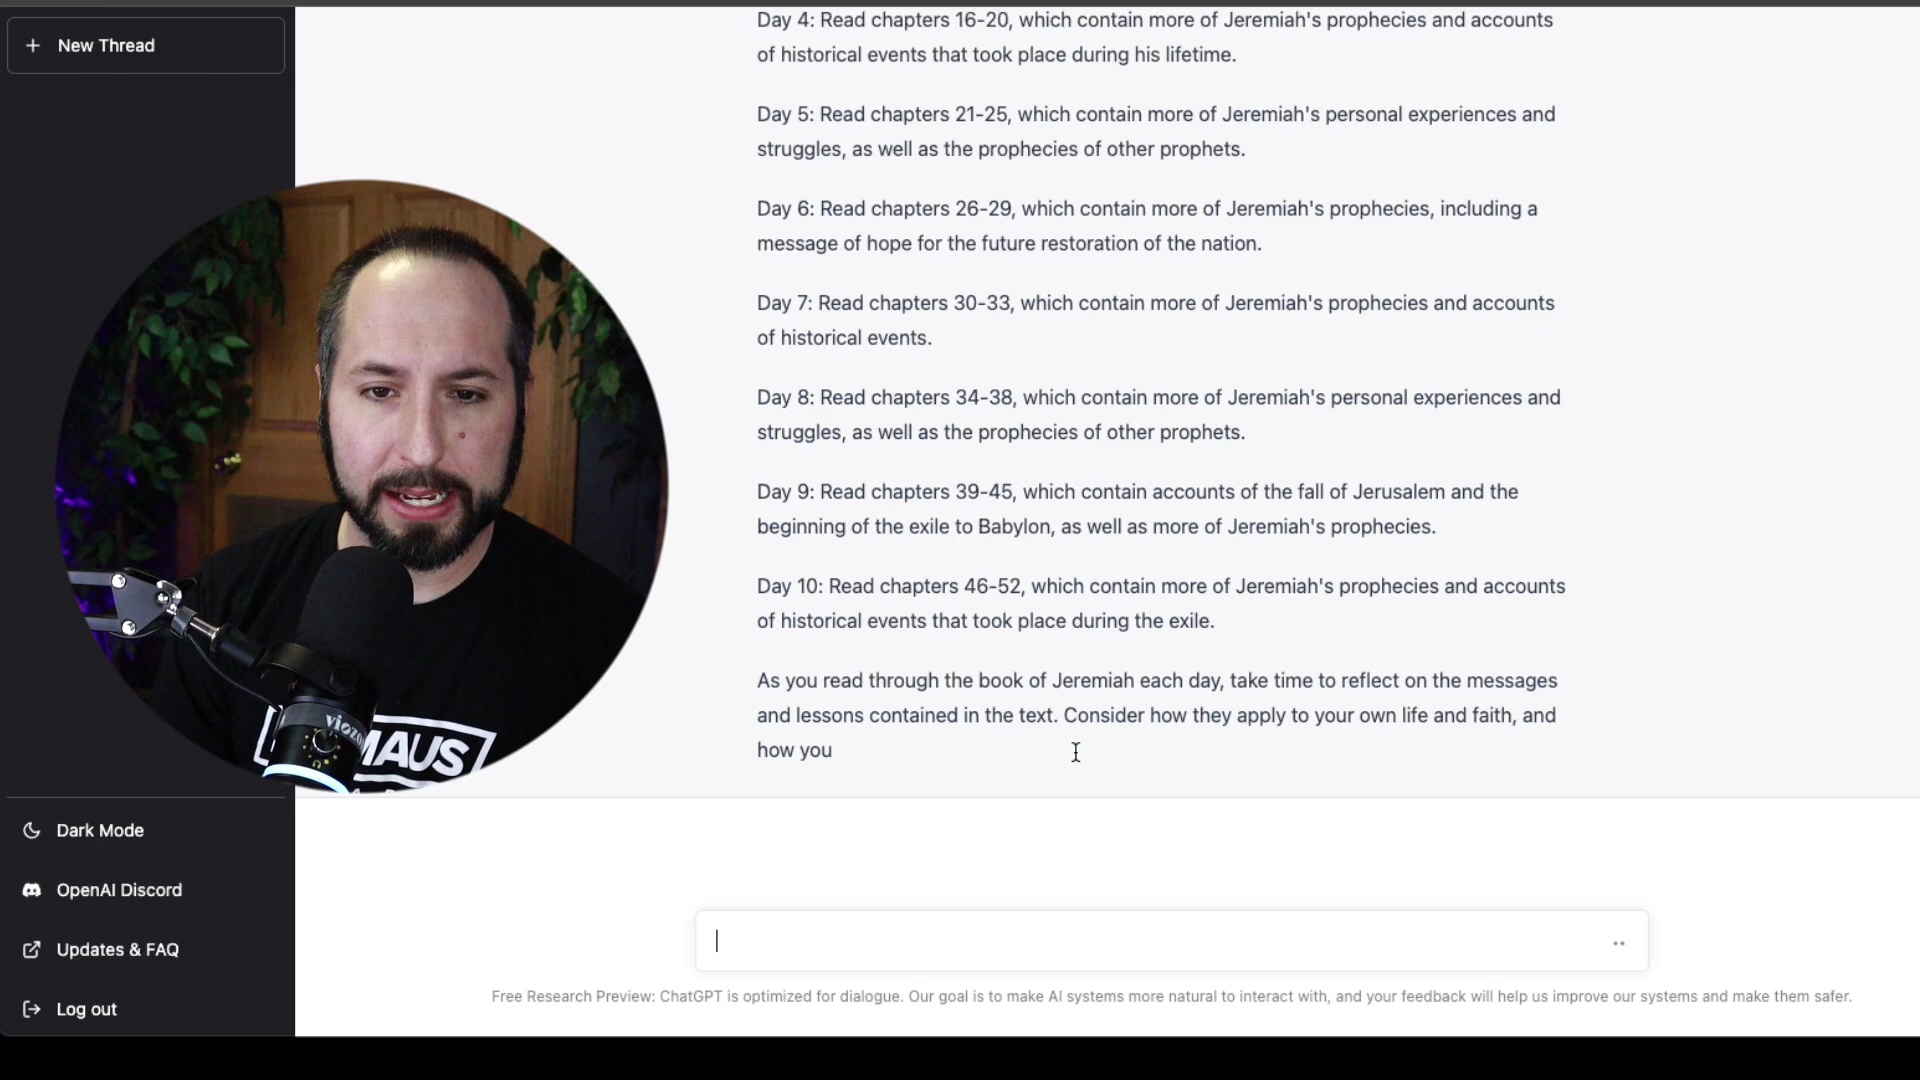 New Thread
Day 4: Read chapters 16-20, which contain more of Jeremiah's prophecies and accounts
of historical events that took place during his lifetime.
Day 5: Read chapters 21-25, which contain more of Jeremiah's personal experiences and
struggles, as well as the prophecies of other prophets.
Day 6: Read chapters 26-29, which contain more of Jeremiah's prophecies, including a
message of hope for the future restoration of the nation.
Day 7: Read chapters 30-33, which contain more of Jeremiah's prophecies and accounts
of historical events.
Day 8: Read chapters 34-38, which contain more of Jeremiah's personal experiences and
struggles, as well as the prophecies of other prophets.
Day 9: Read chapters 39-45, which contain accounts of the fall of Jerusalem and the
beginning of the exile to Babylon, as well as more of Jeremiah's prophecies.
Day 10: Read chapters 46-52, which contain more of Jeremiah's prophecies and accounts
of historical events that took place during the exile.
As you read through the book of Jeremiah each day, take time to reflect on the messages
and lessons contained in the text. Consider how they apply to your own life and faith, and
how you
MAUS
Dark Mode
OpenAI Discord
Updates & FAQ
Log out
Free Research Preview: ChatGPT is optimized for dialogue. Our goal is to make AI systems more natural to interact with, and your feedback will help us improve our systems and make them safer.